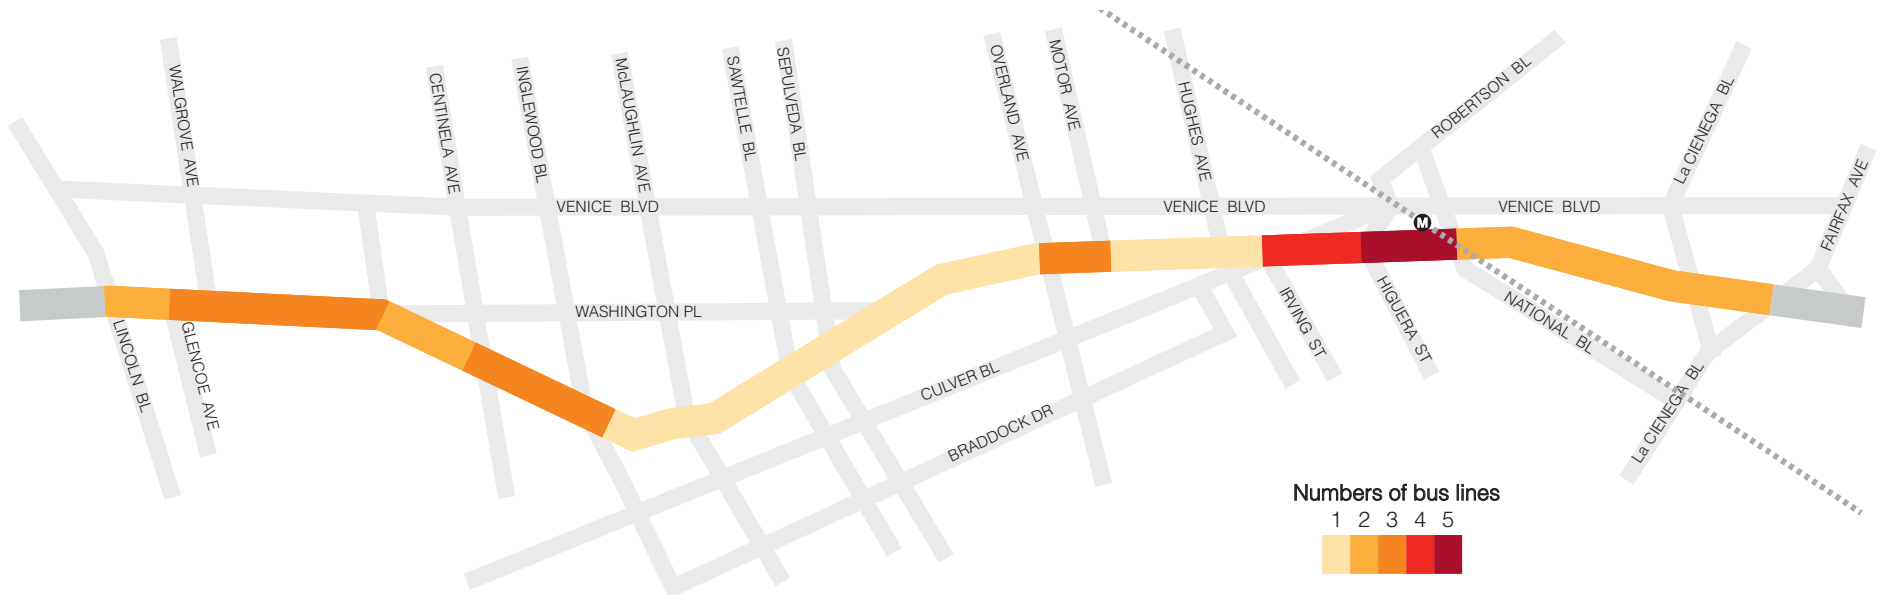 WALGROVE AVE
CENTINELA AVE
INGLEWOOD BL
McLAUGHLIN AVE
SAWTELLE BL
SEPULVEDA BL
OVERLAND AVE
MOTOR AVE
HUGHES AVE
ROBERTSON BL
La CIENEGA BL
FAIRFAX AVE
VENICE BLVD
VENICE BLVD
VENICE BLVD
M
WASHINGTON PL
LINCOLN BL
GLENCOE AVE
CULVER BL
BRADDOCK DR
IRVING ST
HIGUERA ST
NATIONAL BL
La CIENEGA BL
Numbers of bus lines
1 2 3 4 5